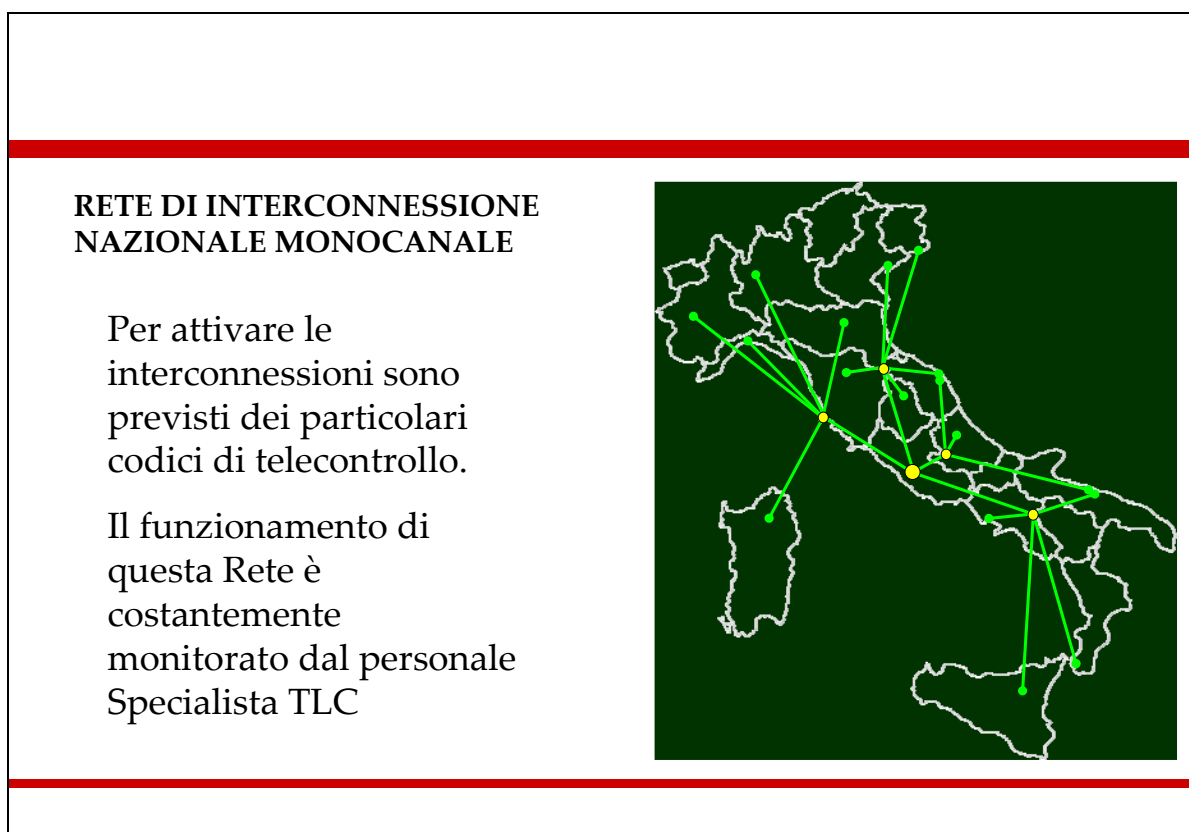 RETE DI INTERCONNESSIONE
NAZIONALE MONOCANALE
Per attivare le
interconnessioni sono
previsti dei particolari
codici di telecontrollo.
Il funzionamento di
questa Rete è
costantemente
monitorato dal personale
Specialista TLC